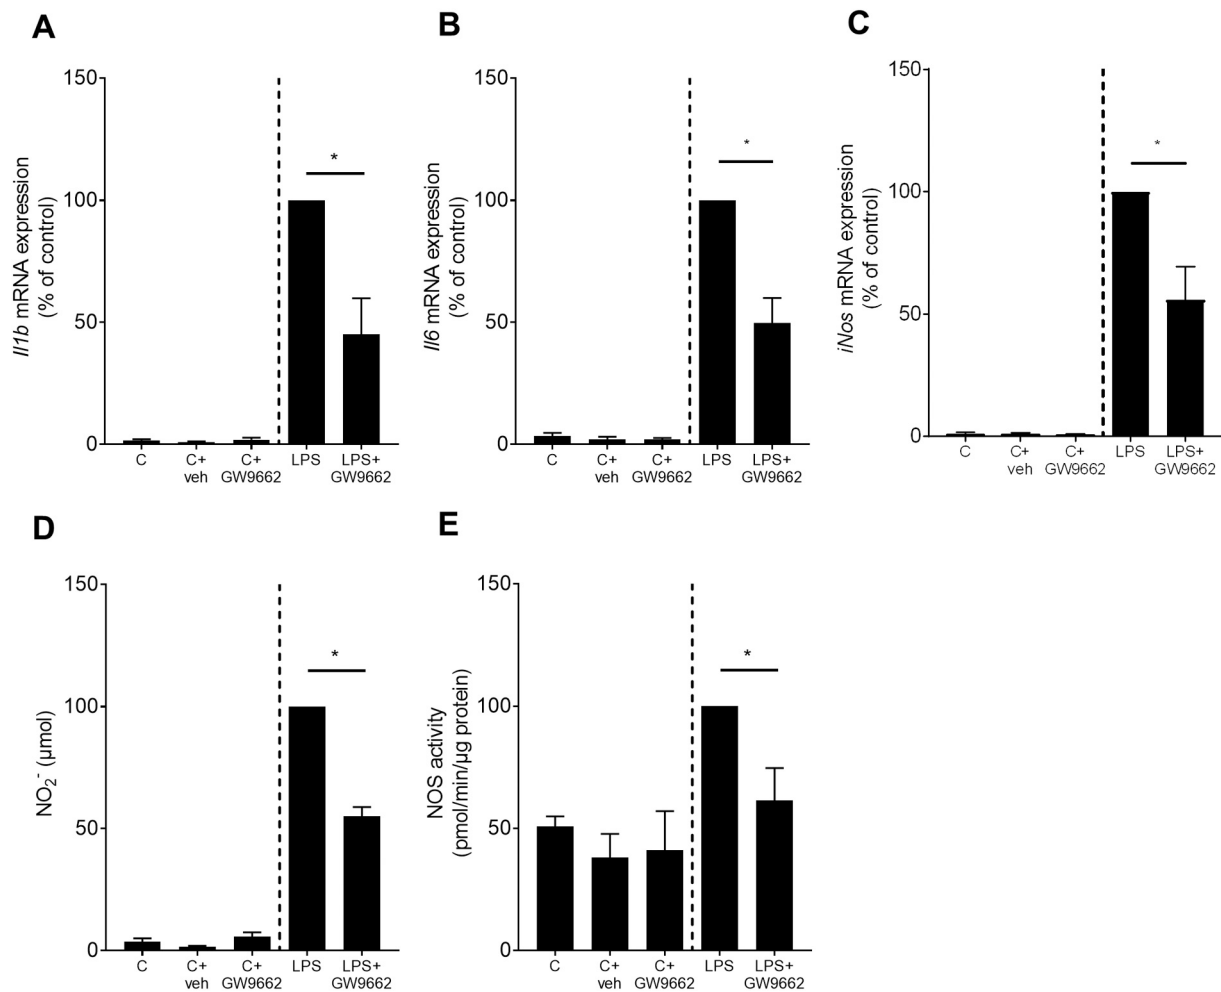 A
Il1b mRNA expression
(% of control)
150
100
50
0
*
C
C+
veh
C+
GW9662
LPS
LPS+
GW9662
B
Il6 mRNA expression
(% of control)
150
100
50
0
*
C
C+
veh
C+
GW9662
LPS
LPS+
GW9662
C
iNos mRNA expression
(% of control)
150
100
50
0
*
C
C+
veh
C+
GW9662
LPS
LPS+
GW9662
D
NO₂⁻ (µmol)
150
100
50
0
*
C
C+
veh
C+
GW9662
LPS
LPS+
GW9662
E
NOS activity
(pmol/min/µg protein)
150
100
50
0
*
C
C+
veh
C+
GW9662
LPS
LPS+
GW9662